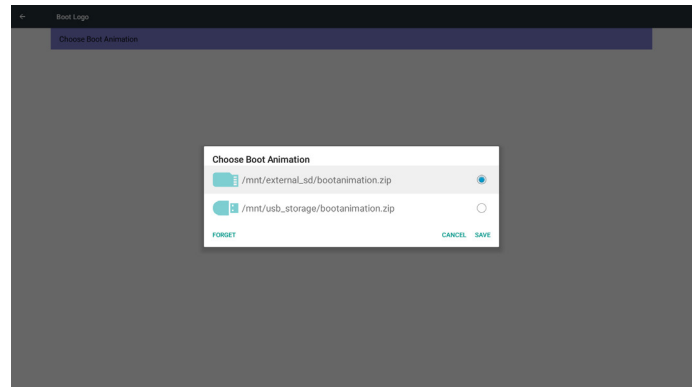 Boot Logo
Choose Boot Animation
Choose Boot Animation
/mnt/external_sd/bootanimation.zip
/mnt/usb_storage/bootanimation.zip
FORGET CANCEL SAVE